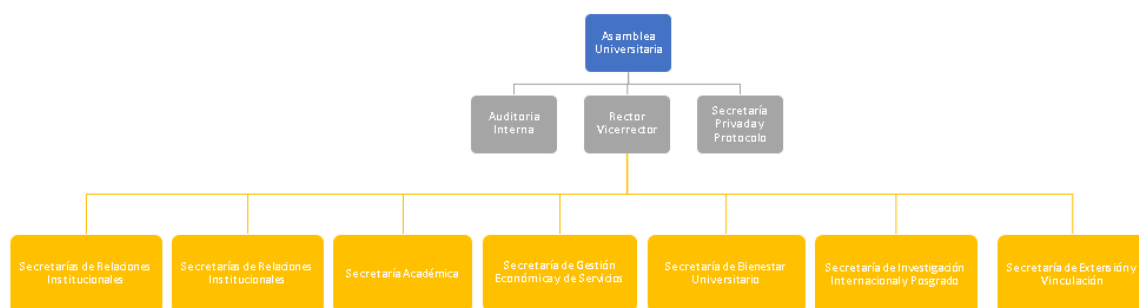 Asamblea
Universitaria
Auditoria
Interna
Rector
Vicerrector
Secretaría
Privada y
Protocolo
Secretarías de Relaciones
Institucionales
Secretarías de Relaciones
Institucionales
Secretaría Académica
Secretaría de Gestión
Económica y de Servicios
Secretaría de Bienestar
Universitario
Secretaría de Investigación
Internacional y Posgrado
Secretaría de Extensión y
Vinculación